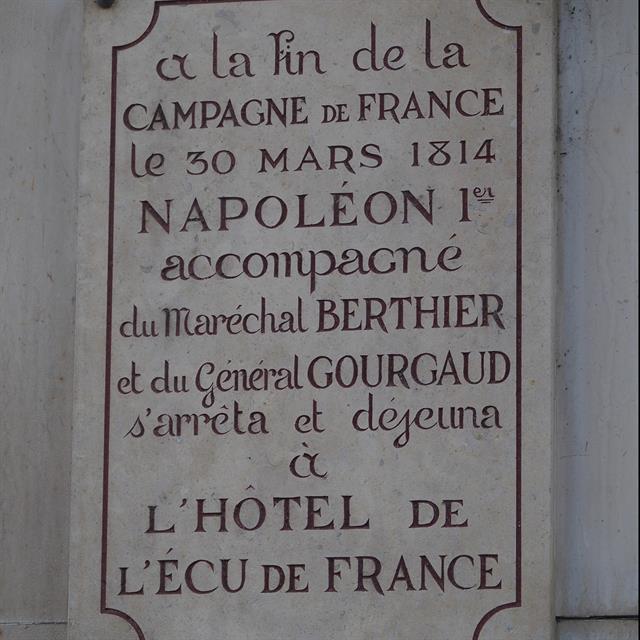 a la fin de la
CAMPAGNE DE FRANCE
le 30 MARS 1814
NAPOLÉON 1er
accompagné
du Maréchal BERTHIER
et du Général GOURGAUD
s'arrêta et déjeuna
à
L'HÔTEL DE
L'ÉCU DE FRANCE